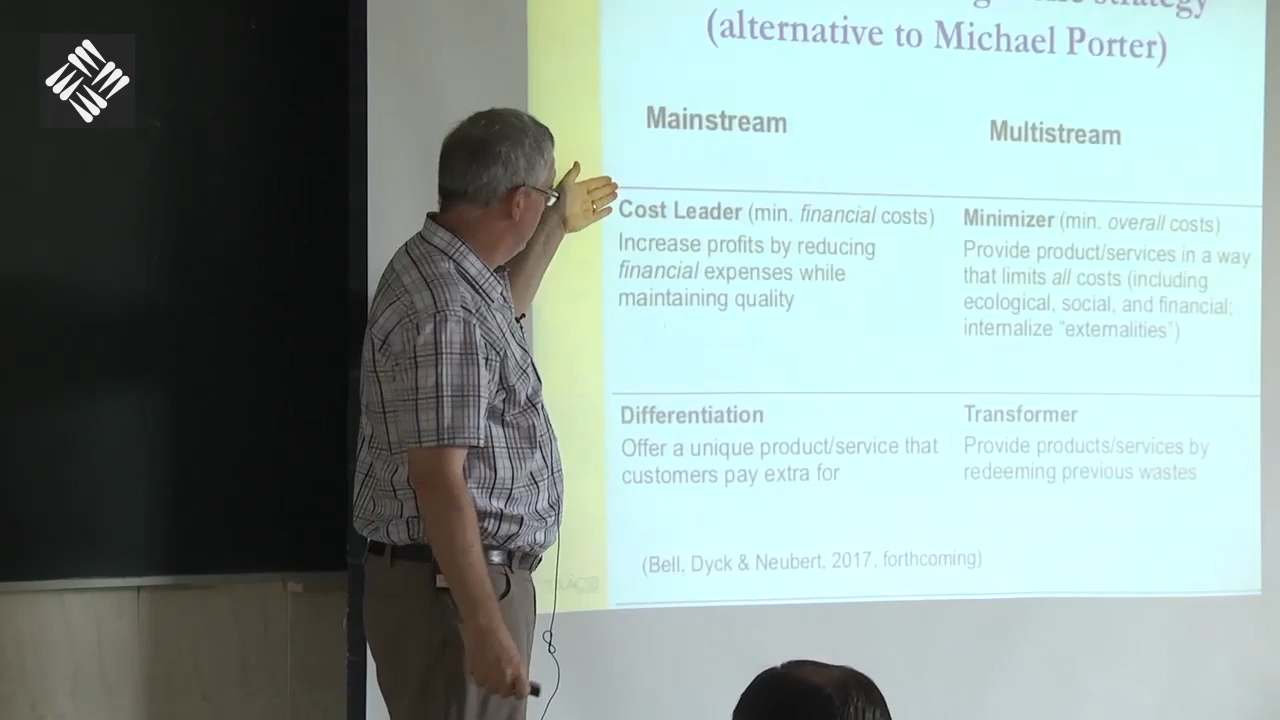 strategy
(alternative to Michael Porter)
Mainstream
Multistream
Cost Leader (min. financial costs)
Increase profits by reducing
financial expenses while
maintaining quality
Minimizer (min. overall costs)
Provide product/services in a way
that limits all costs (including
ecological, social, and financial;
internalize “externalities”)
Differentiation
Offer a unique product/service that
customers pay extra for
Transformer
Provide products/services by
redeeming previous wastes
(Bell, Dyck & Neubert, 2017, forthcoming)